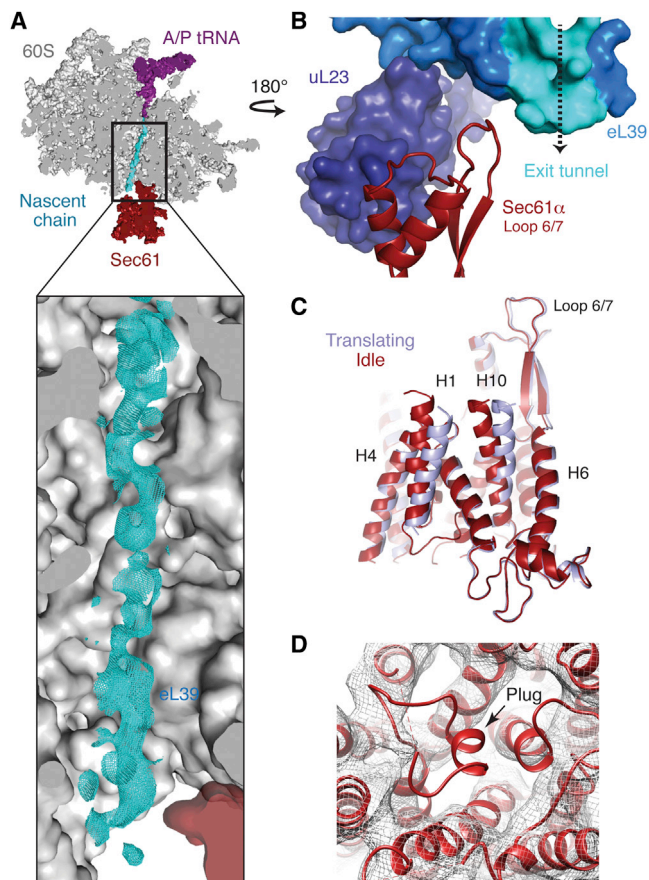 A
60S
A/P tRNA
180°
Nascent
chain
Sec61
eL39
B
uL23
eL39
Exit tunnel
Sec61α
Loop 6/7
C
Loop 6/7
Translating
Idle
H1
H10
H4
H6
D
Plug